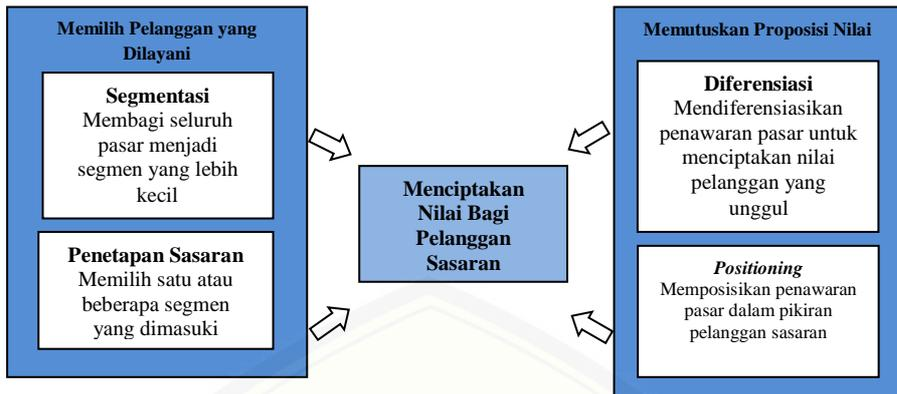 Memilih Pelanggan yang
Dilayani
Segmentasi
Membagi seluruh
pasar menjadi
segmen yang lebih
kecil
Penetapan Sasaran
Memilih satu atau
beberapa segmen
yang dimasuki
Menciptakan
Nilai Bagi
Pelanggan
Sasaran
Memutuskan Proposisi Nilai
Diferensiasi
Mendiferensiasikan
penawaran pasar untuk
menciptakan nilai
pelanggan yang
unggul
Positioning
Memposisikan penawaran
pasar dalam pikiran
pelanggan sasaran